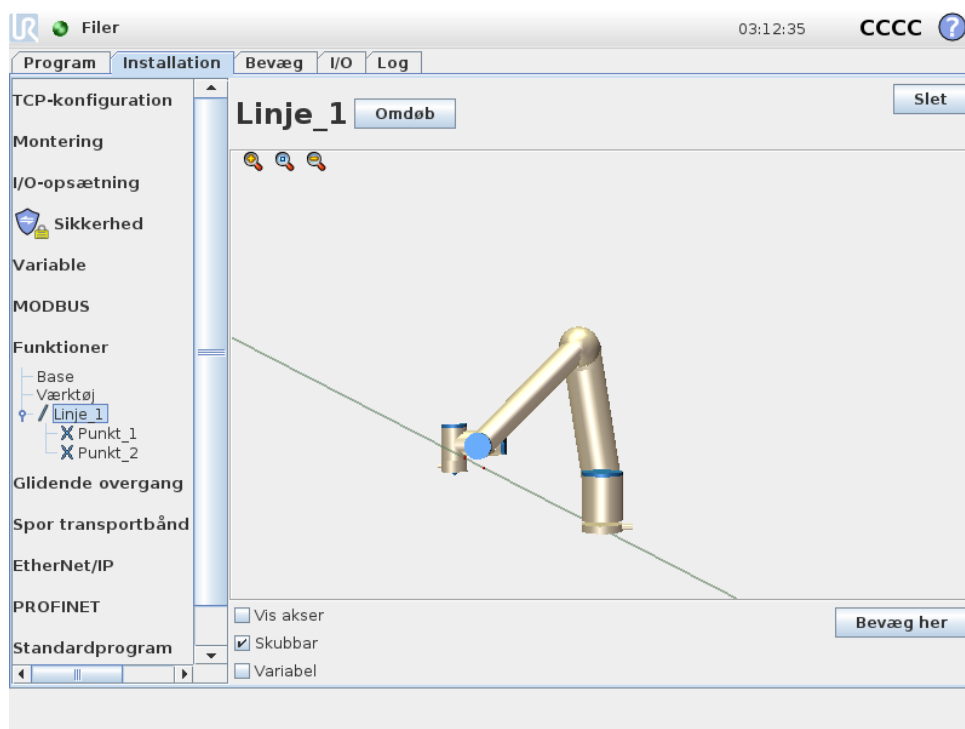 UR Filer 03:12:35 CCCC ?
Program Installation Bevæg I/O Log
TCP-konfiguration
Montering
I/O-opsætning
Sikkerhed
Variable
MODBUS
Funktioner
Base
Værktøj
Linje_1
Punkt_1
Punkt_2
Glidende overgang
Spor transportbånd
EtherNet/IP
PROFINET
Standardprogram
Linje_1 Omdøb Slet
Vis akser
Skubbar
Variabel
Bevæg her